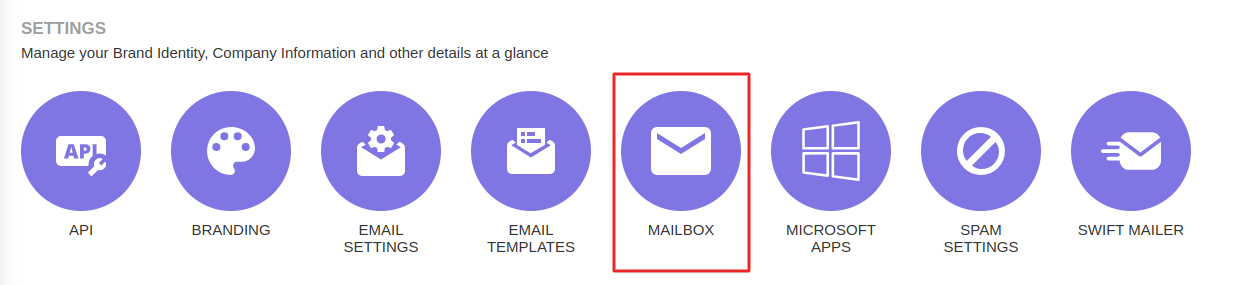 SETTINGS
Manage your Brand Identity, Company Information and other details at a glance
API
API
BRANDING
EMAIL
SETTINGS
EMAIL
TEMPLATES
MAILBOX
MICROSOFT
APPS
SPAM
SETTINGS
SWIFT MAILER